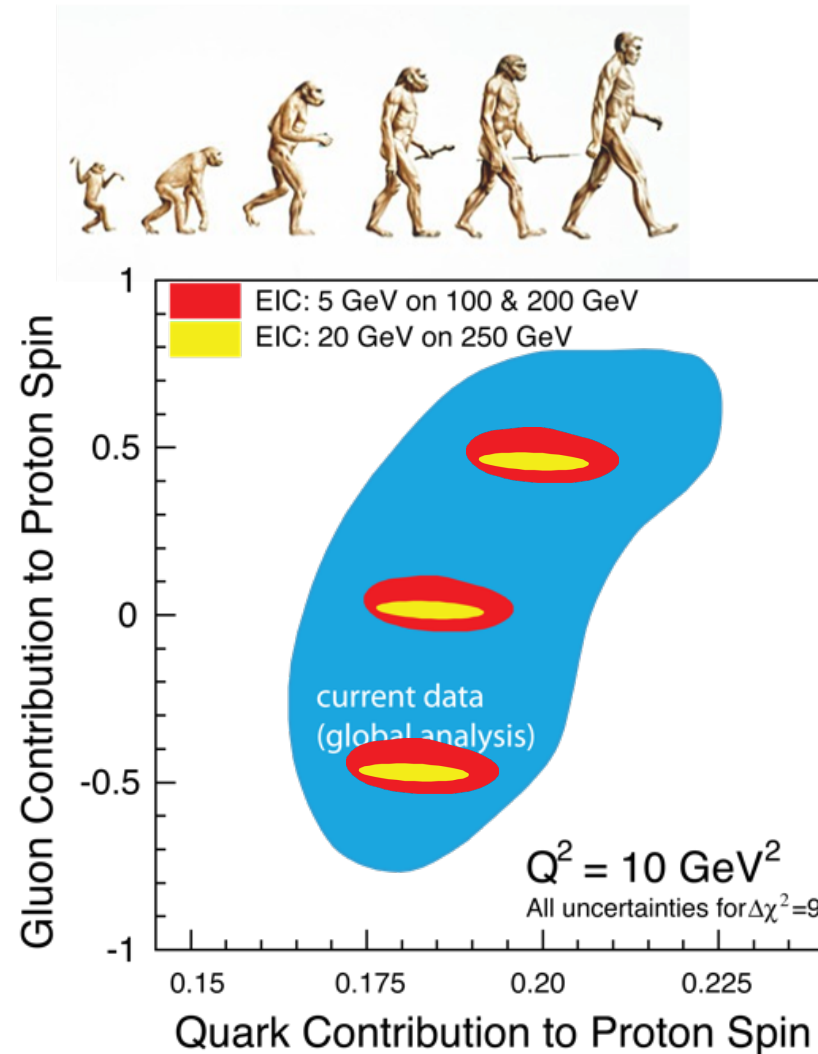 1
EIC: 5 GeV on 100 & 200 GeV
EIC: 20 GeV on 250 GeV
Gluon Contribution to Proton Spin
0.5
0
current data
(global analysis)
-0.5
Q² = 10 GeV²
All uncertainties for Δχ²=9
-1
0.15 0.175 0.20 0.225
Quark Contribution to Proton Spin